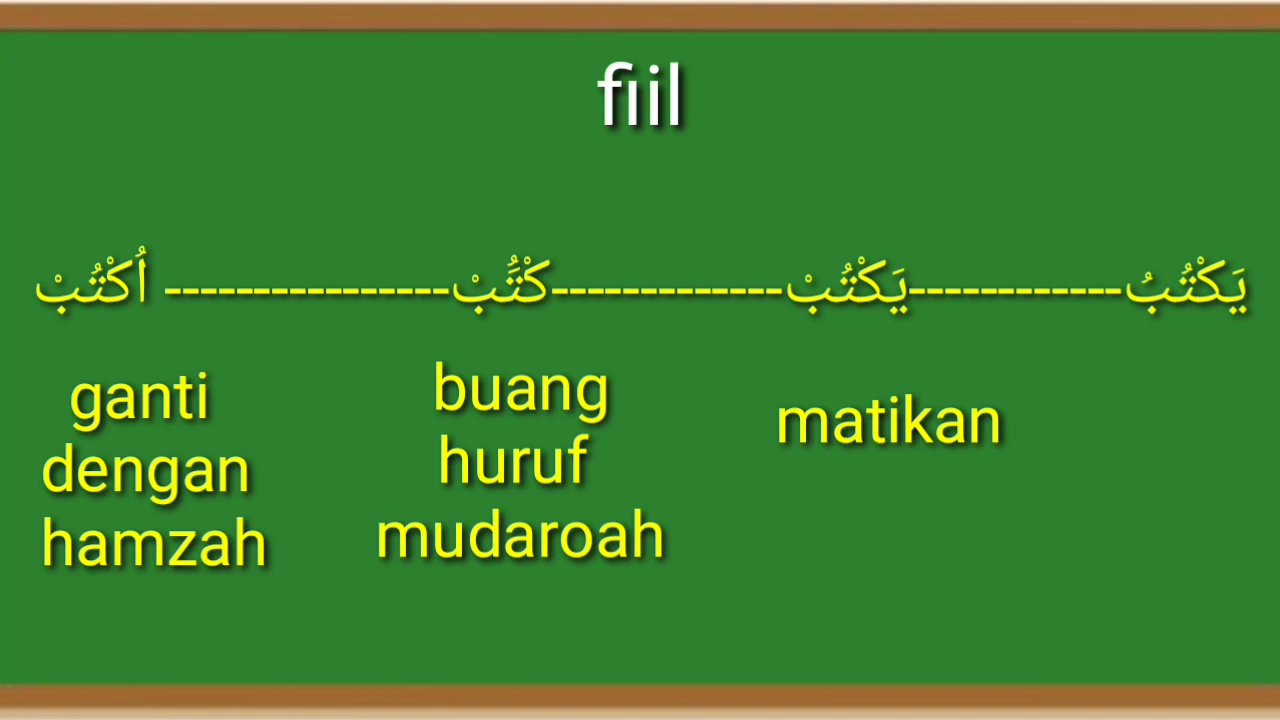 fiil
يَكْتُبُ------------يَكْتُبْ-------------كْتُبْ---------------- اُكْتُبْ
matikan
buang
huruf
mudaroah
ganti
dengan
hamzah